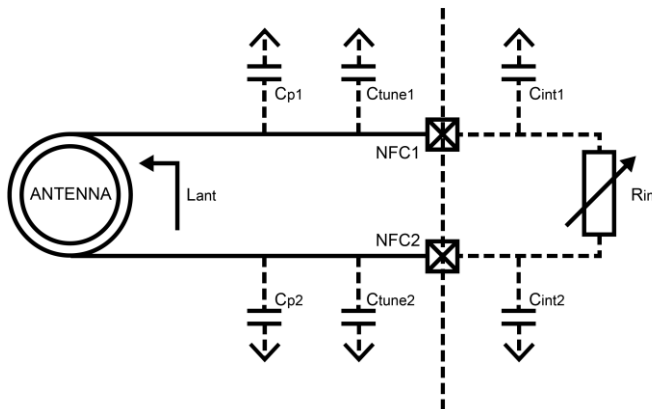 Cp1
Ctune1
Cint1
NFC1
ANTENNA
Lant
Rin
NFC2
Cp2
Ctune2
Cint2